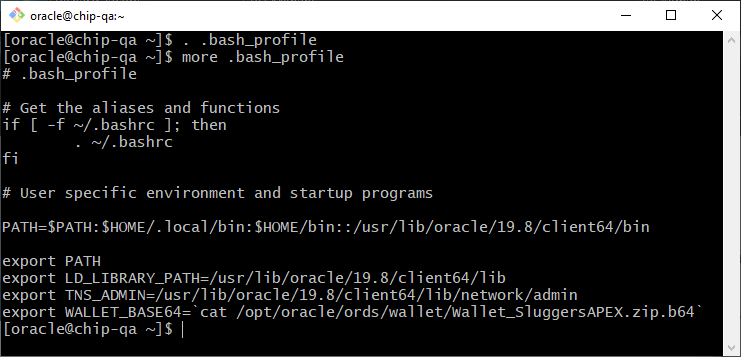 oracle@chip-qa:~
[oracle@chip-qa ~]$ . .bash_profile
[oracle@chip-qa ~]$ more .bash_profile
# .bash_profile
# Get the aliases and functions
if [ -f ~/.bashrc ]; then
        . ~/.bashrc
fi
# User specific environment and startup programs
PATH=$PATH:$HOME/.local/bin:$HOME/bin::/usr/lib/oracle/19.8/client64/bin
export PATH
export LD_LIBRARY_PATH=/usr/lib/oracle/19.8/client64/lib
export TNS_ADMIN=/usr/lib/oracle/19.8/client64/lib/network/admin
export WALLET_BASE64=`cat /opt/oracle/ords/wallet/Wallet_SluggersAPEX.zip.b64`
[oracle@chip-qa ~]$